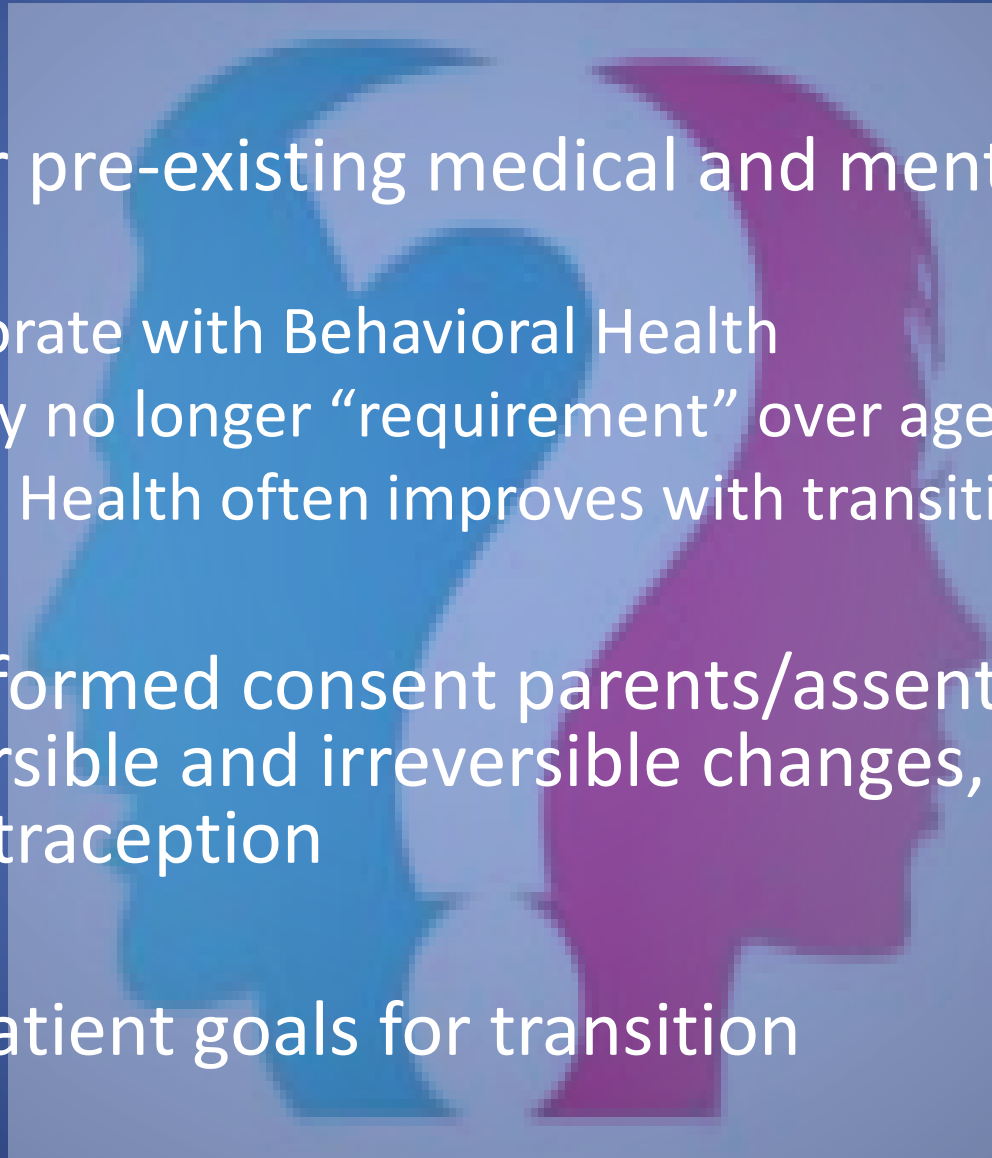 r pre-existing medical and ment
orate with Behavioral Health
y no longer “requirement” over age
Health often improves with transiti
formed consent parents/assent
rsible and irreversible changes,
traception
atient goals for transition